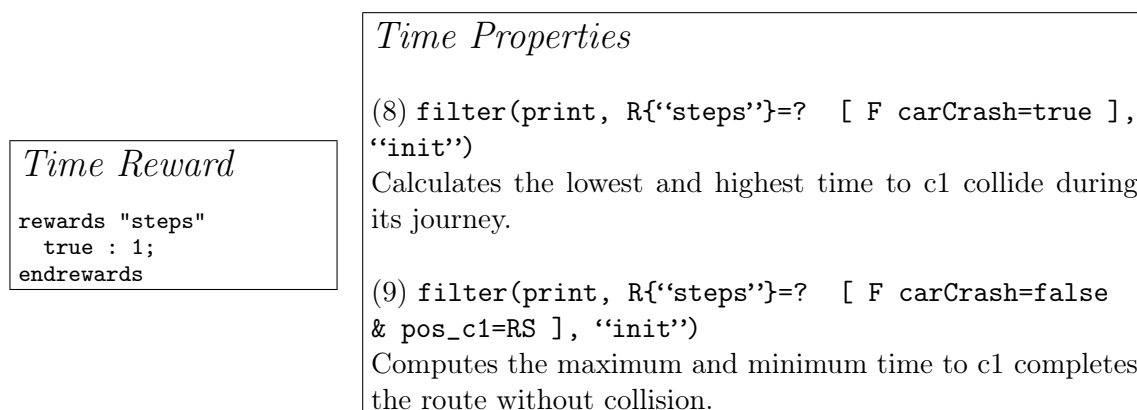 Time Reward
rewards "steps"
true : 1;
endrewards
Time Properties
(8) filter(print, R{“steps”}=? [ F carCrash=true ],
“init”)
Calculates the lowest and highest time to c1 collide during
its journey.
(9) filter(print, R{“steps”}=? [ F carCrash=false
& pos_c1=RS ], “init”)
Computes the maximum and minimum time to c1 completes
the route without collision.